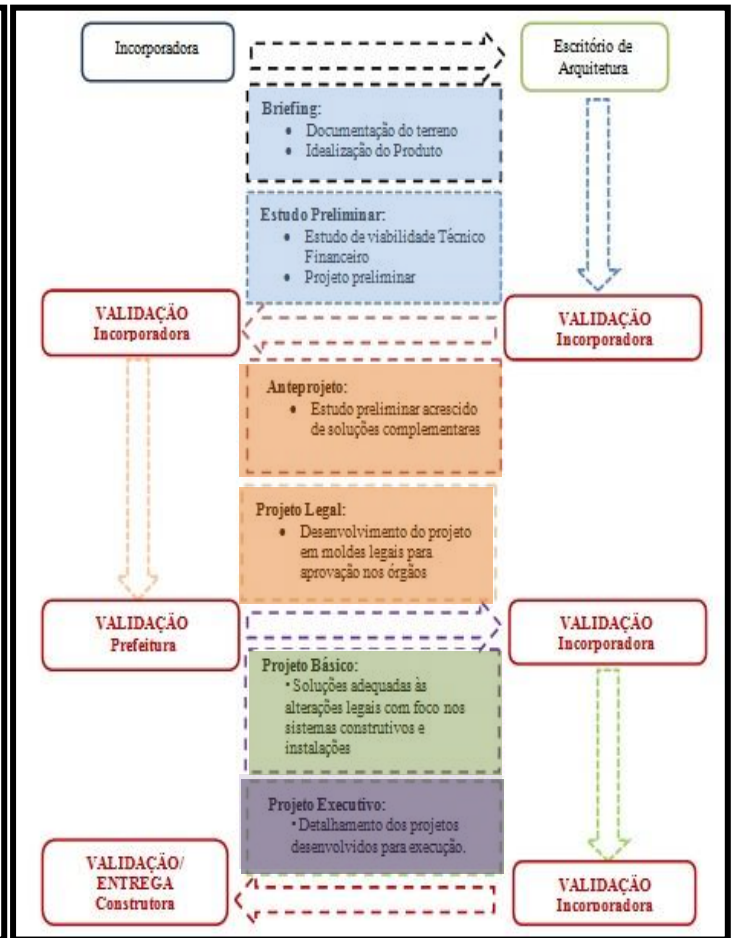 Incorporadora
Escritório de
Arquitetura
Briefing:
• Documentação do terreno
• Idealização do Produto
Estudo Preliminar:
• Estudo de viabilidade Técnico
Financeiro
• Projeto preliminar
VALIDAÇÃO
Incorporadora
VALIDAÇÃO
Incorporadora
Anteprojeto:
• Estudo preliminar acrescido
de soluções complementares
Projeto Legal:
• Desenvolvimento do projeto
em moldes legais para
aprovação nos órgãos
VALIDAÇÃO
Prefeitura
VALIDAÇÃO
Incorporadora
Projeto Básico:
• Soluções adequadas às
alterações legais com foco nos
sistemas construtivos e
instalações
Projeto Executivo:
• Detalhamento dos projetos
desenvolvidos para execução.
VALIDAÇÃO/
ENTREGA
Construtora
VALIDAÇÃO
Incorporadora